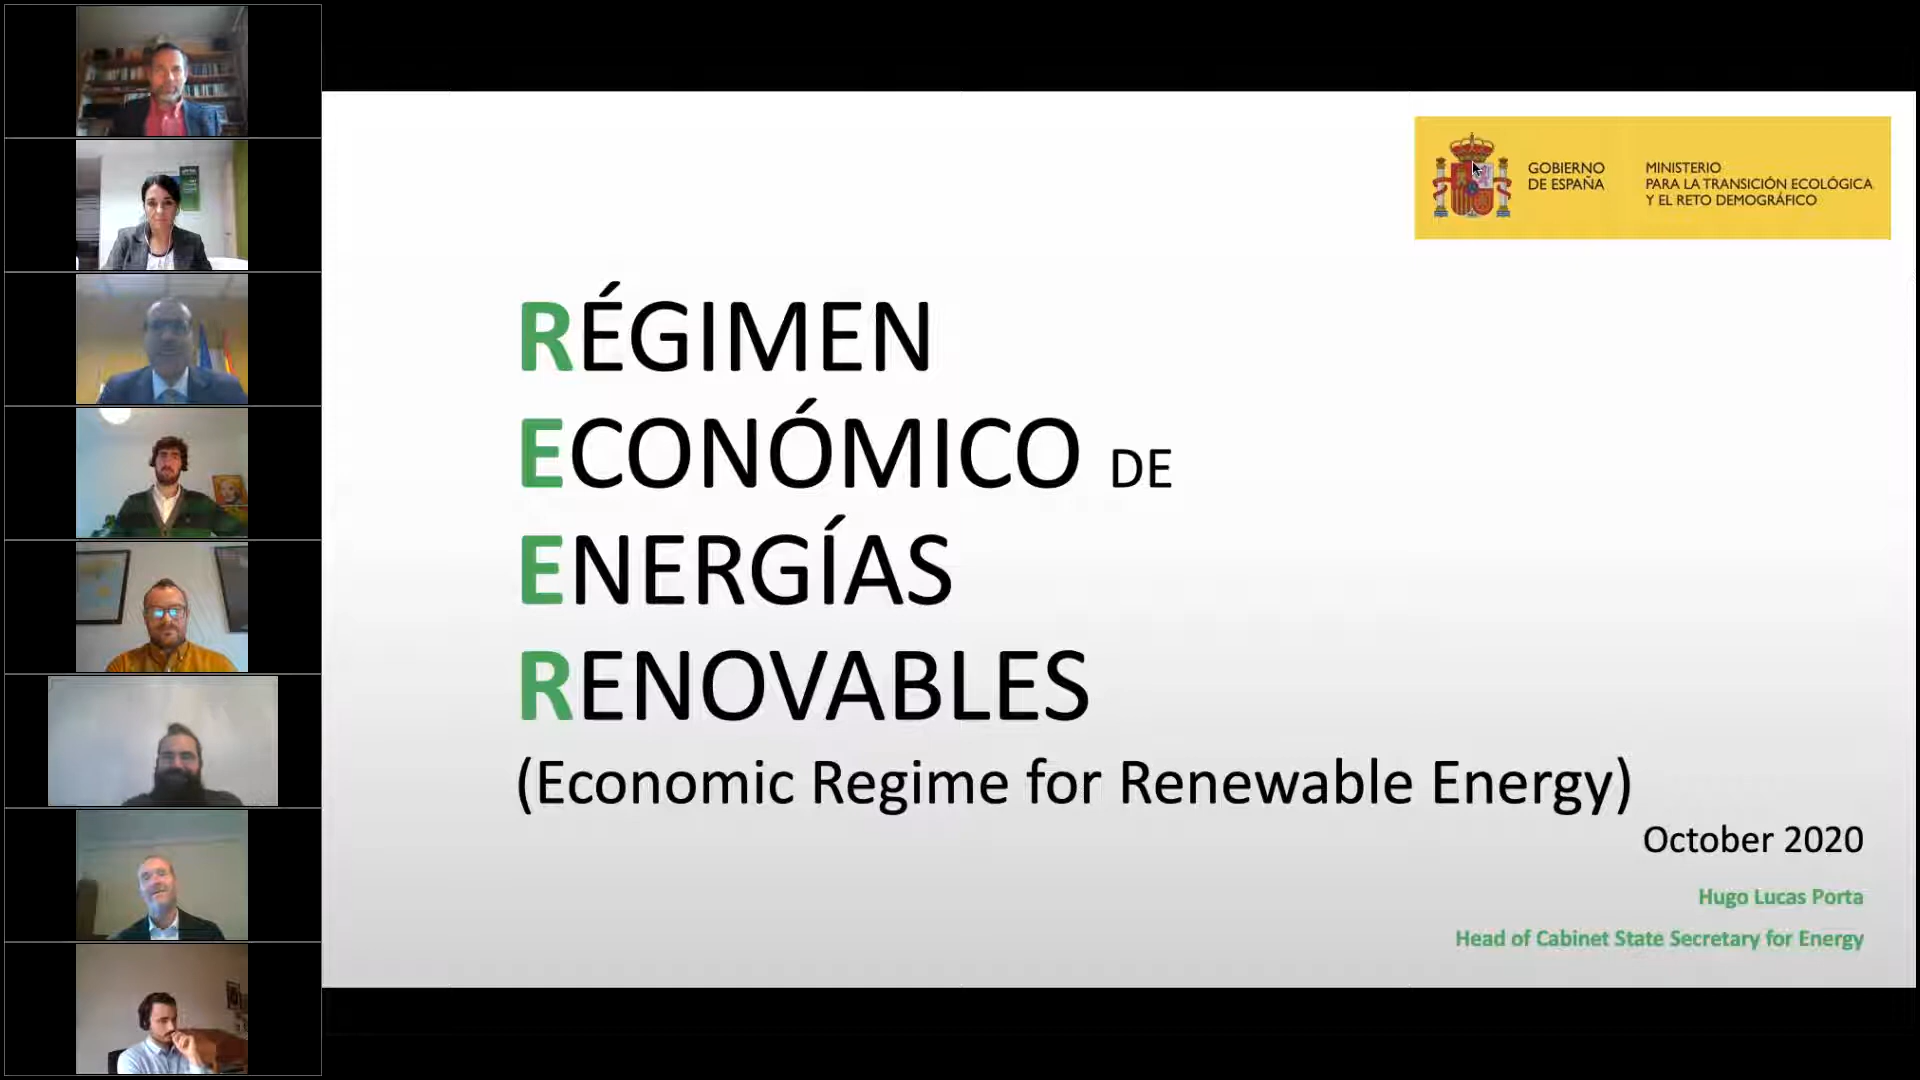 GOBIERNO
DE ESPAÑA
MINISTERIO
PARA LA TRANSICIÓN ECOLÓGICA
Y EL RETO DEMOGRÁFICO
RÉGIMEN
ECONÓMICO DE
ENERGÍAS
RENOVABLES
(Economic Regime for Renewable Energy)
October 2020
Hugo Lucas Porta
Head of Cabinet State Secretary for Energy